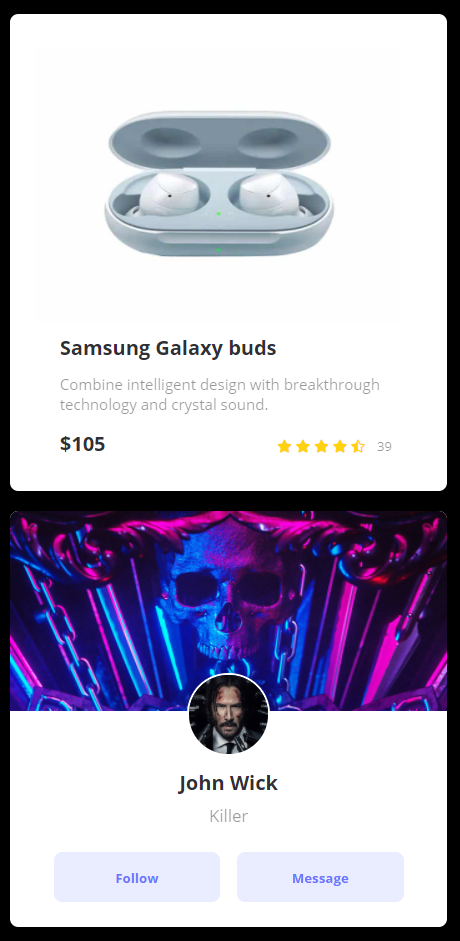 Samsung Galaxy buds
Combine intelligent design with breakthrough
technology and crystal sound.
$105
39
John Wick
Killer
Follow
Message